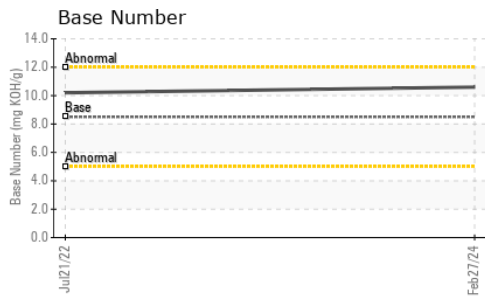 Base Number
Base Number (mg KOH/g)
14.0
12.0
10.0
8.0
6.0
4.0
2.0
0.0
Abnormal
Base
Abnormal
Jul21/22
Feb27/24